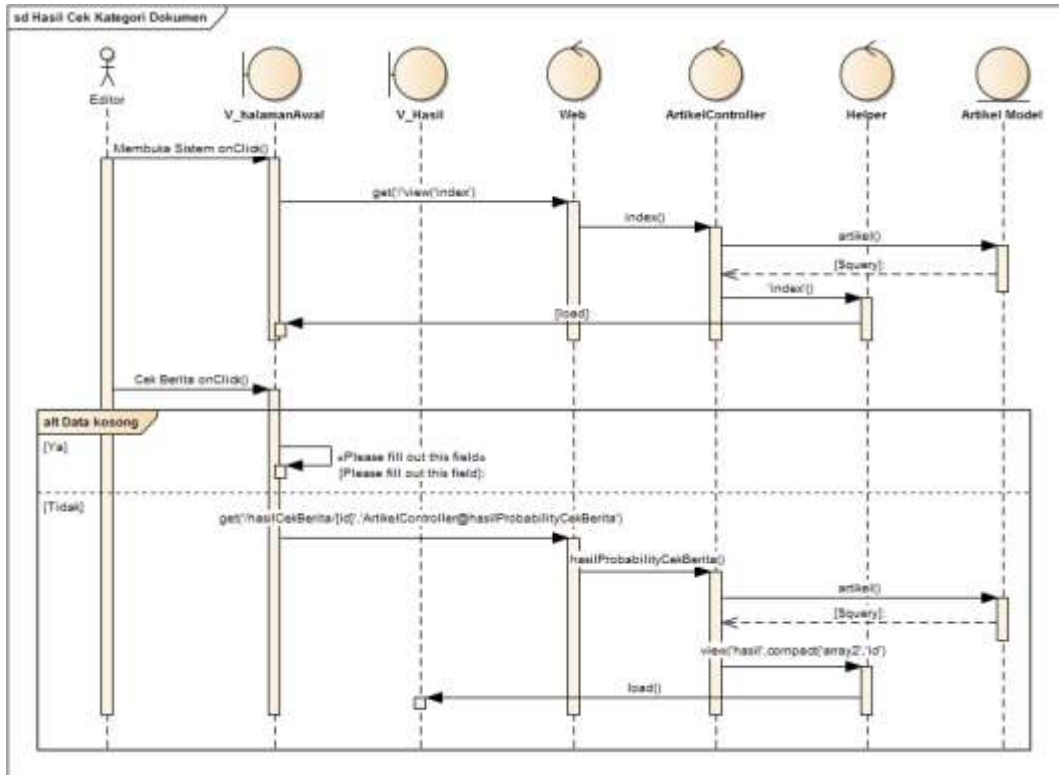 sd Hasil Cek Kategori Dokumen
Editor
V_halamanAwal
V_Hasil
Web
ArtikelController
Helper
Artikel Model
Membuka Sistem onClick()
get('/'view('index')
index()
artikel()
[$query]:
'index'()
[load]:
Cek Berita onClick()
alt Data kosong
[Ya]
«Please fill out this field»
[Please fill out this field]:
[Tidak]
get('/hasilCekBerita/[id]','ArtikelController@hasilProbabilityCekBerita')
hasilProbabilityCekBerita()
artikel()
[$query]:
view('hasil',compact('array2','id')
load()